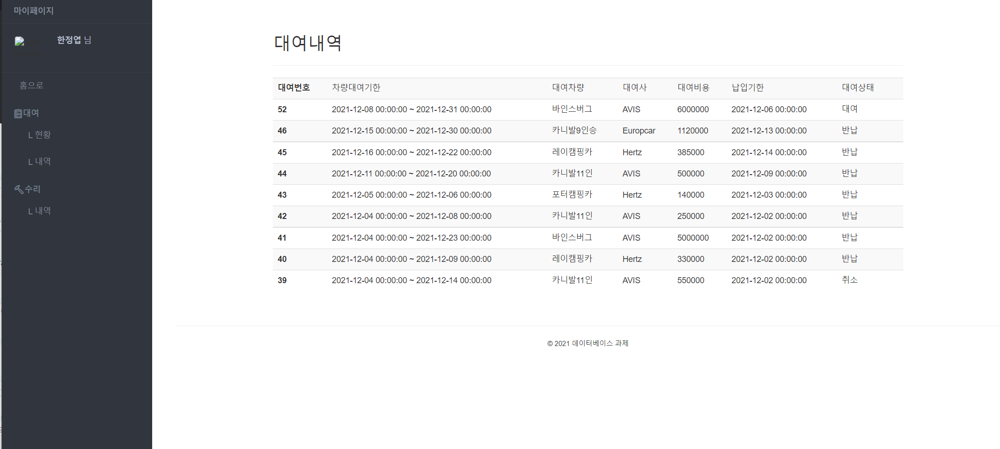 마이페이지
한정엽 님
홈으로
대여
L 현황
L 내역
수리
L 내역
대여내역
대여번호 차량대여기한 대여차량 대여사 대여비용 납입기한 대여상태
52 2021-12-08 00:00:00 ~ 2021-12-31 00:00:00 바인스버그 AVIS 6000000 2021-12-06 00:00:00 대여
46 2021-12-15 00:00:00 ~ 2021-12-30 00:00:00 카니발9인승 Europcar 1120000 2021-12-13 00:00:00 반납
45 2021-12-16 00:00:00 ~ 2021-12-22 00:00:00 레이캠핑카 Hertz 385000 2021-12-14 00:00:00 반납
44 2021-12-11 00:00:00 ~ 2021-12-20 00:00:00 카니발11인 AVIS 500000 2021-12-09 00:00:00 반납
43 2021-12-05 00:00:00 ~ 2021-12-06 00:00:00 포터캠핑카 Hertz 140000 2021-12-03 00:00:00 반납
42 2021-12-04 00:00:00 ~ 2021-12-08 00:00:00 카니발11인 AVIS 250000 2021-12-02 00:00:00 반납
41 2021-12-04 00:00:00 ~ 2021-12-23 00:00:00 바인스버그 AVIS 5000000 2021-12-02 00:00:00 반납
40 2021-12-04 00:00:00 ~ 2021-12-09 00:00:00 레이캠핑카 Hertz 330000 2021-12-02 00:00:00 반납
39 2021-12-04 00:00:00 ~ 2021-12-14 00:00:00 카니발11인 AVIS 550000 2021-12-02 00:00:00 취소
© 2021 데이터베이스 과제